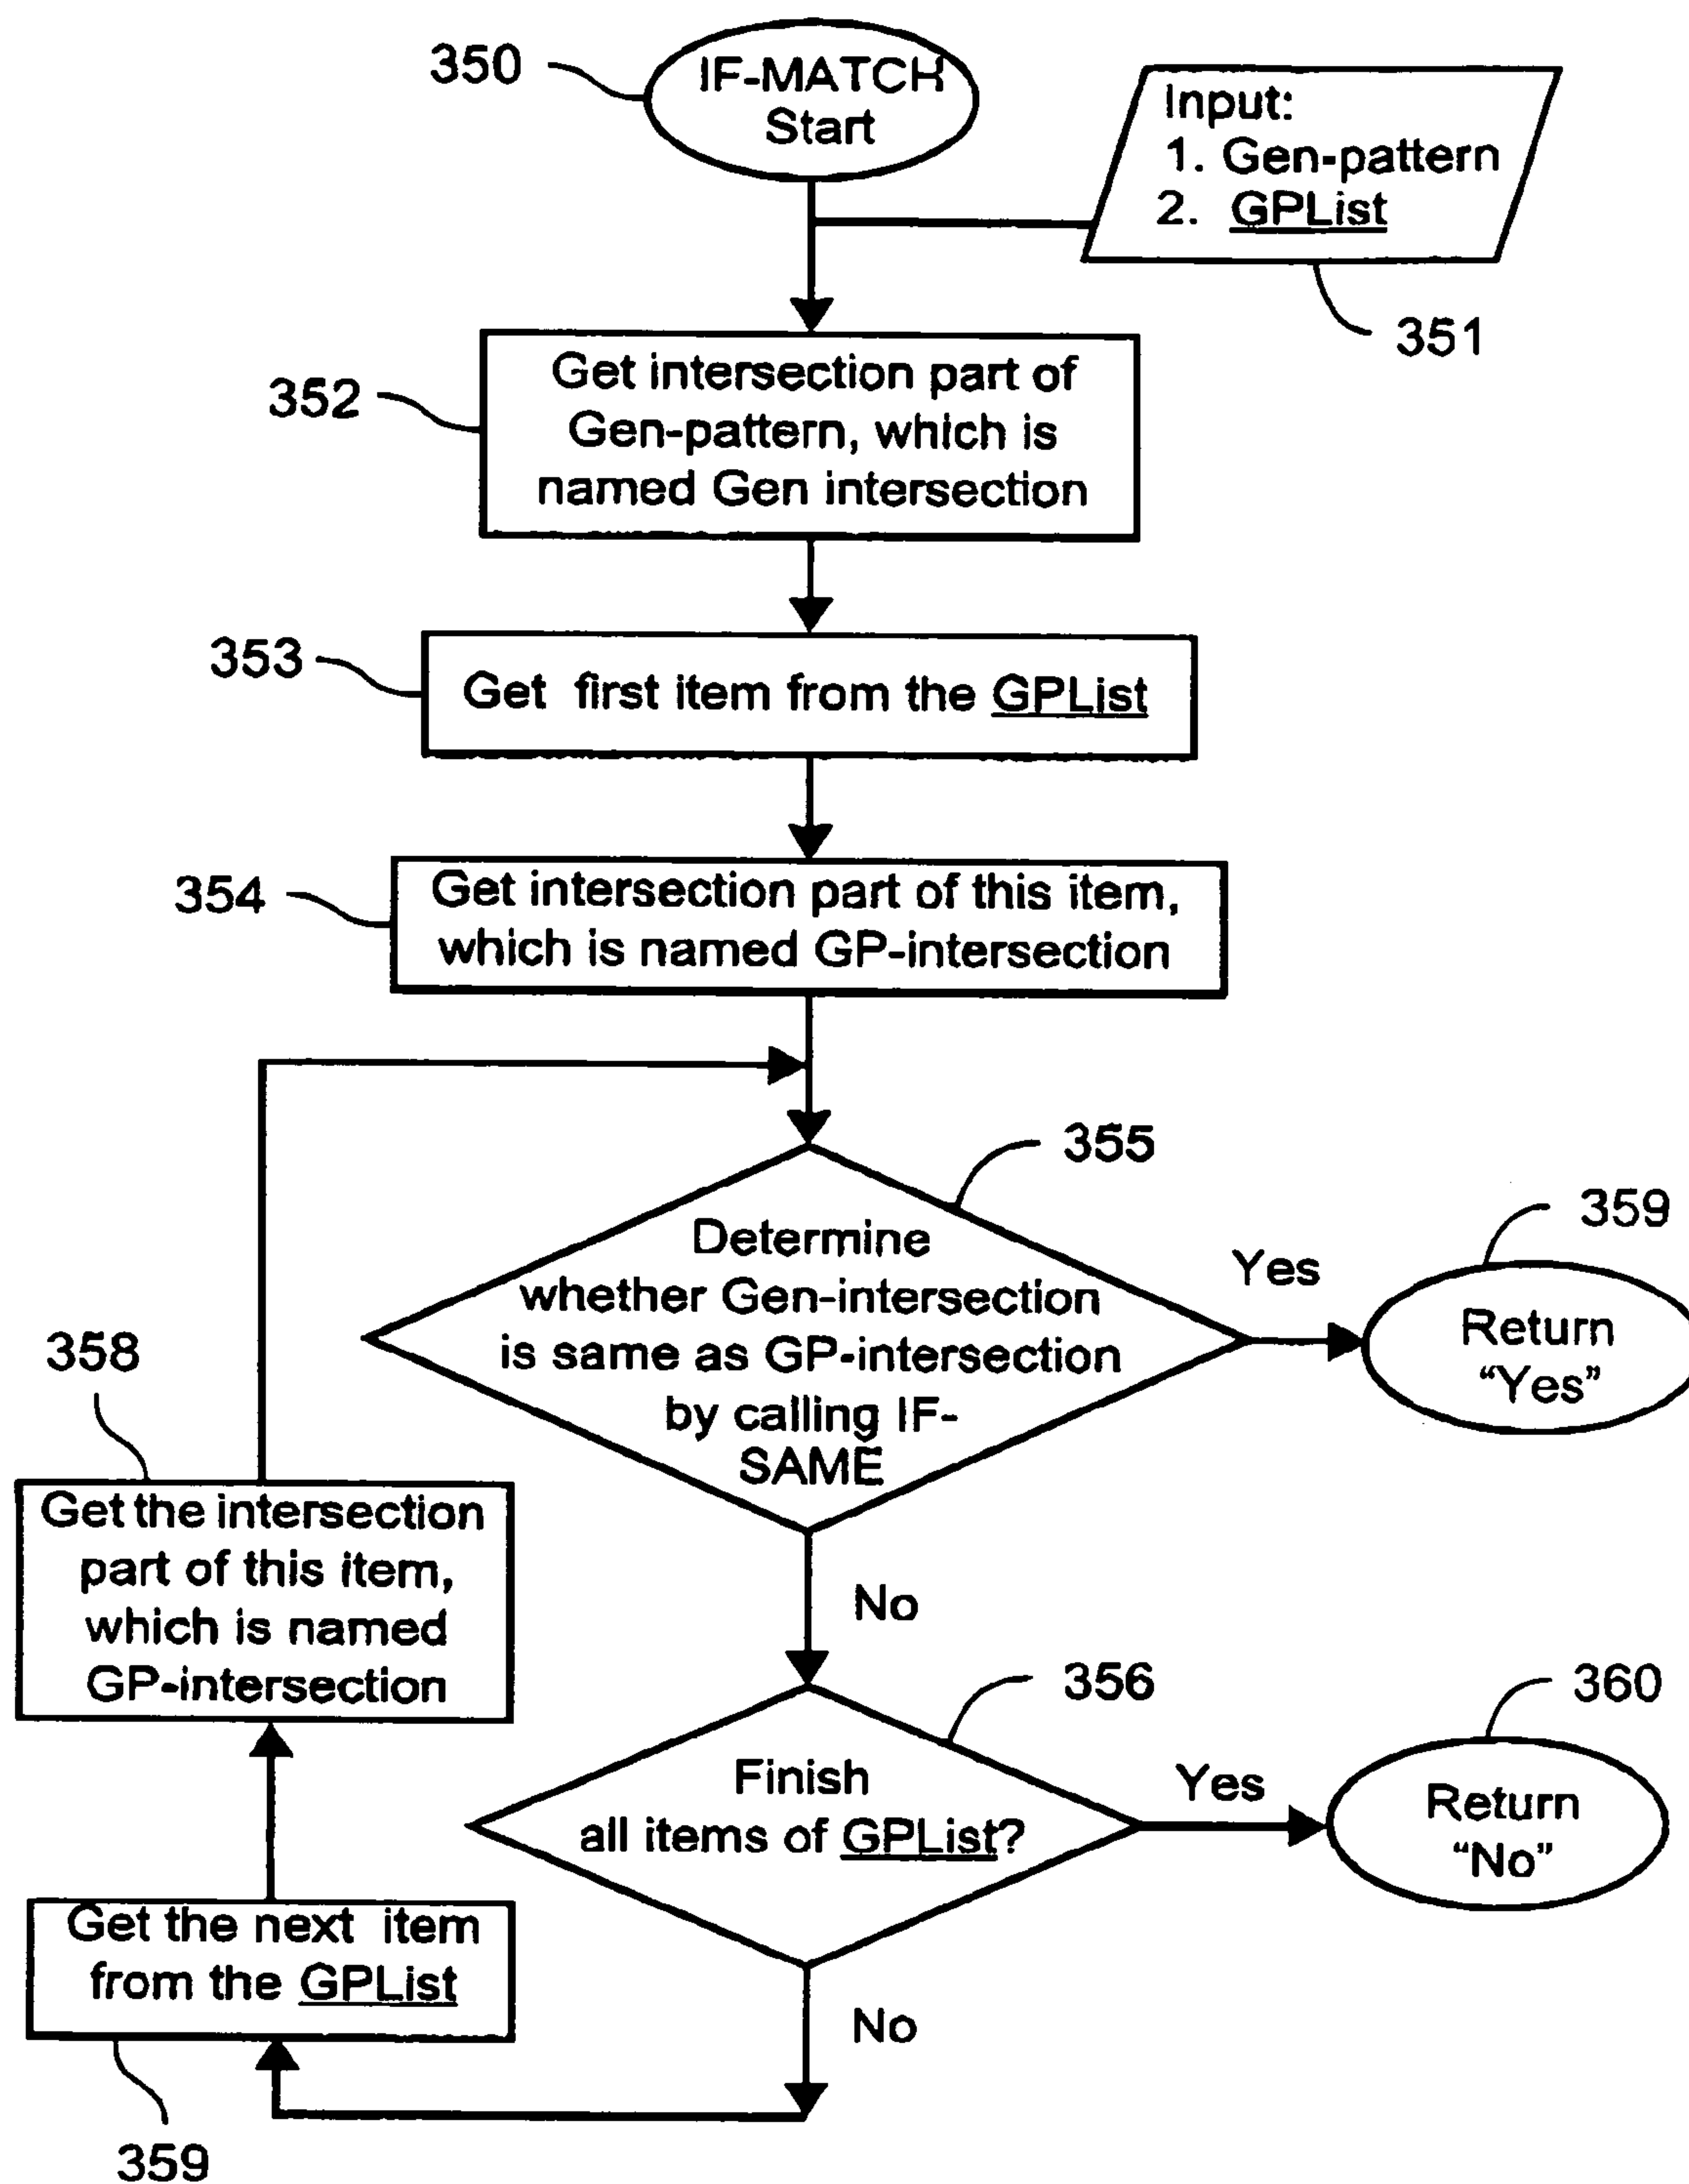 350
IF-MATCH
Start
Input:
1. Gen-pattern
2. GPList
351
352
Get intersection part of
Gen-pattern, which is
named Gen intersection
353
Get first item from the GPList
354
Get intersection part of this item,
which is named GP-intersection
355
Determine
whether Gen-intersection
is same as GP-intersection
by calling IF-
SAME
Yes
359
Return
“Yes”
358
Get the intersection
part of this item,
which is named
GP-intersection
No
356
Finish
all items of GPList?
Yes
360
Return
“No”
Get the next item
from the GPList
No
359